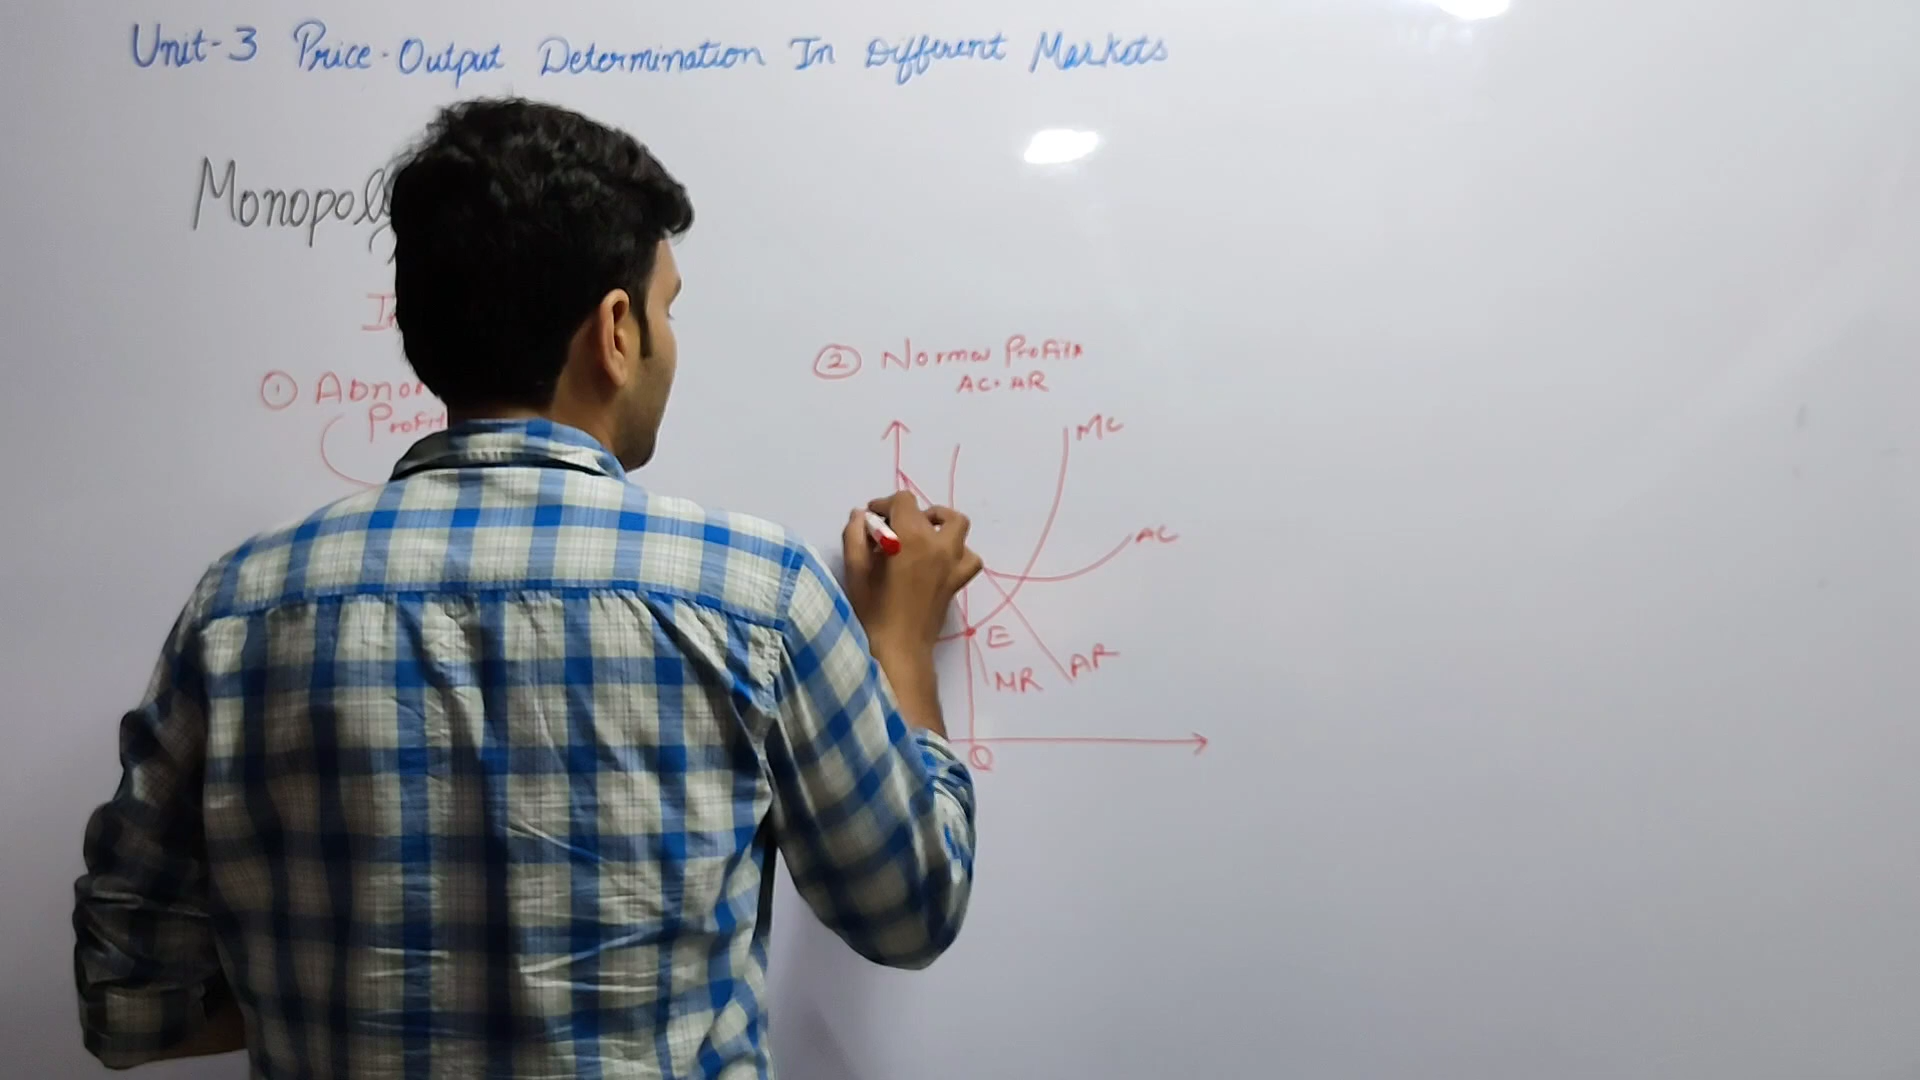 Unit-3 Price-Output Determination In Different Markets
Monopoly
① Abnor
Profit
② Normal Profits
AC=AR
MC
AC
E
MR
AR
Q